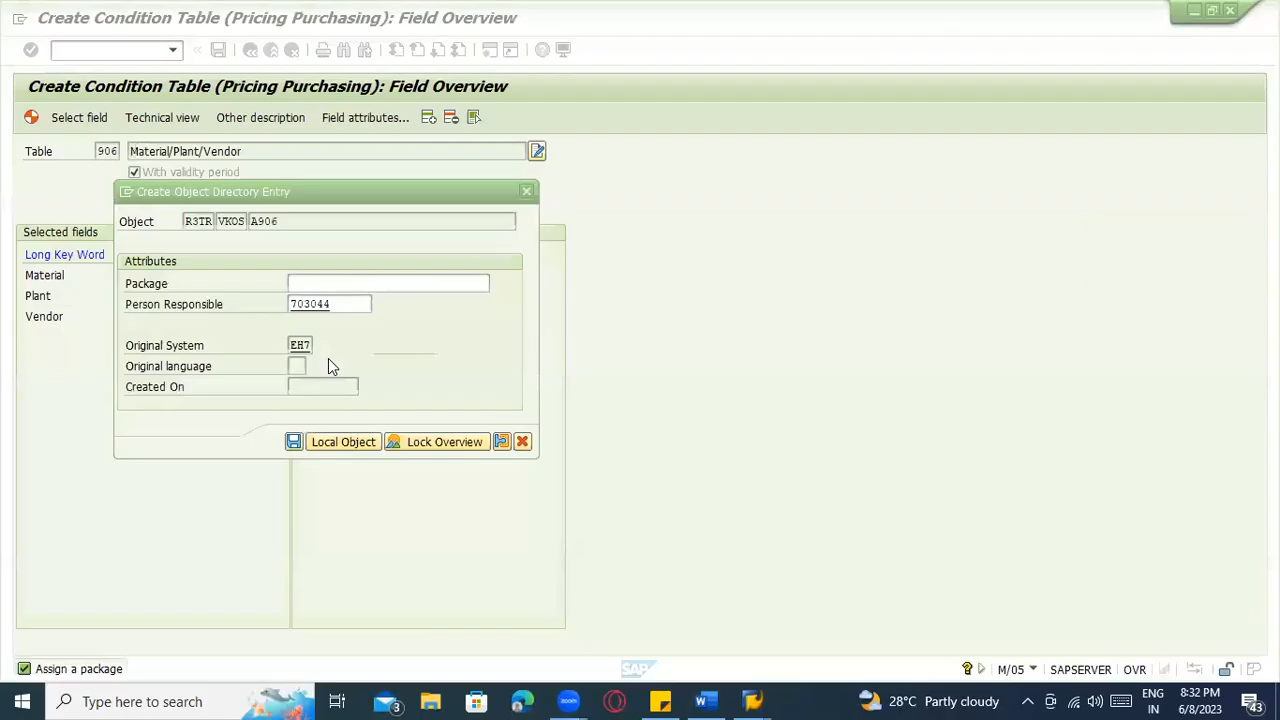 Create Condition Table (Pricing Purchasing): Field Overview
Create Condition Table (Pricing Purchasing): Field Overview
Select field Technical view Other description Field attributes...
Table 906 Material/Plant/Vendor
With validity period
Create Object Directory Entry
Object R3TR VKOS A906
Selected fields
Long Key Word
Material
Plant
Vendor
Attributes
Package
Person Responsible 703044
Original System EH7
Original language
Created On
Local Object Lock Overview
Assign a package
SAP
M/05 SAPSERVER OVR
Type here to search
3
28°C Partly cloudy
ENG
IN
8:32 PM
6/8/2023
43